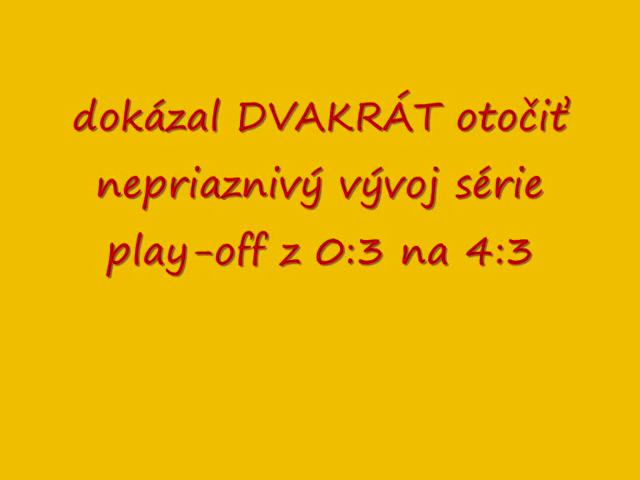 dokázal DVAKRÁT otočiť
nepriaznivý vývoj série
play-off z 0:3 na 4:3